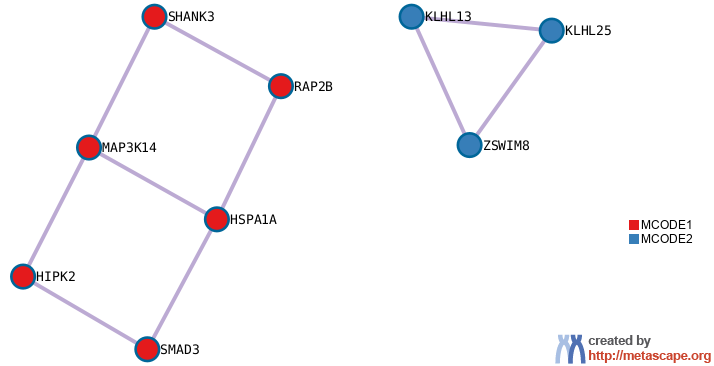 SHANK3
KLHL13
KLHL25
RAP2B
MAP3K14
ZSWIM8
HSPA1A
MCODE1
MCODE2
HIPK2
SMAD3
created by
http://metascape.org